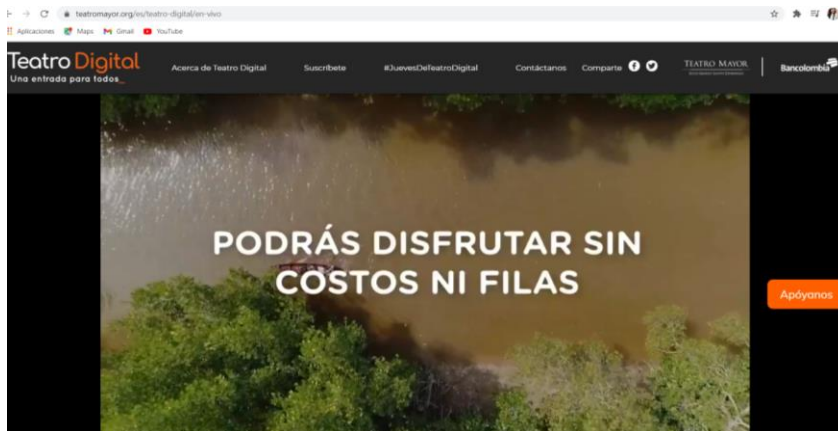 teatromayor.org/es/teatro-digital/en-vivo
Aplicaciones Maps Gmail YouTube
Teatro Digital
Una entrada para todos_
Acerca de Teatro Digital Suscríbete #JuevesDelTeatroDigital Contáctanos Comparte TEATRO MAYOR Bancolombia
PODRÁS DISFRUTAR SIN
COSTOS NI FILAS
Apóyanos